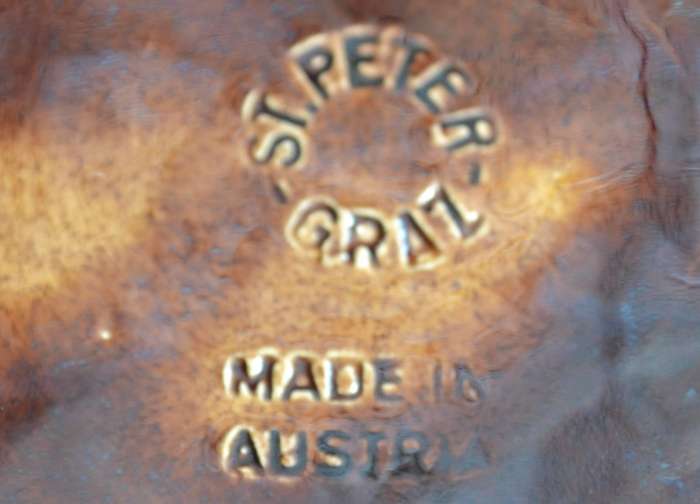 ST. PETER
- GRAZ -
MADE IN
AUSTRIA